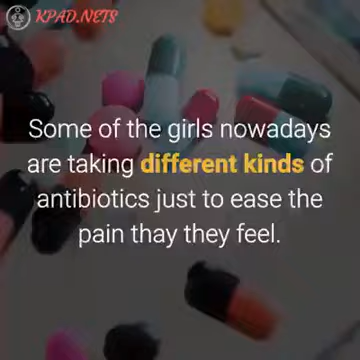 KPAD.NETS
Some of the girls nowadays
are taking different kinds of
antibiotics just to ease the
pain thay they feel.